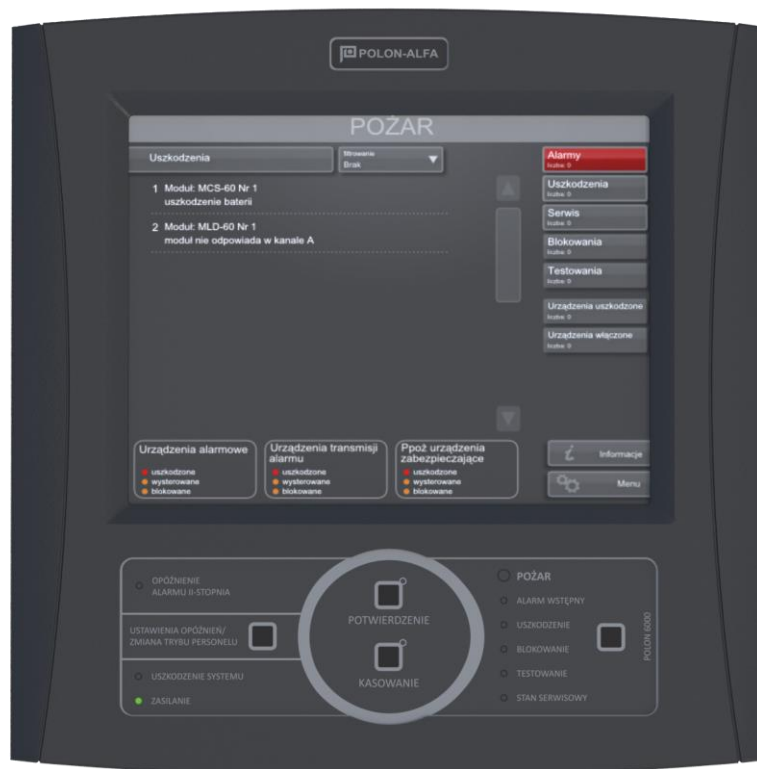 POLON-ALFA
POŻAR
Uszkodzenia
filtrowanie
Brak
1 Moduł: MCS-60 Nr 1
uszkodzenie baterii
2 Moduł: MLD-60 Nr 1
moduł nie odpowiada w kanale A
Alarmy
liczba: 0
Uszkodzenia
liczba: 0
Serwis
liczba: 0
Blokowania
liczba: 0
Testowania
liczba: 0
Urządzenia uszkodzone
liczba: 0
Urządzenia włączone
liczba: 0
Urządzenia alarmowe
uszkodzone
wysterowane
blokowane
Urządzenia transmisji
alarmu
uszkodzone
wysterowane
blokowane
Ppoż urządzenia
zabezpieczające
uszkodzone
wysterowane
blokowane
i Informacje
Menu
OPÓŹNIENIE
ALARMU II-STOPNIA
USTAWIENIA OPÓŹNIEŃ/
ZMIANA TRYBU PERSONELU
USZKODZENIE SYSTEMU
ZASILANIE
POTWIERDZENIE
KASOWANIE
POŻAR
ALARM WSTĘPNY
USZKODZENIE
BLOKOWANIE
TESTOWANIE
STAN SERWISOWY
POLON 6000